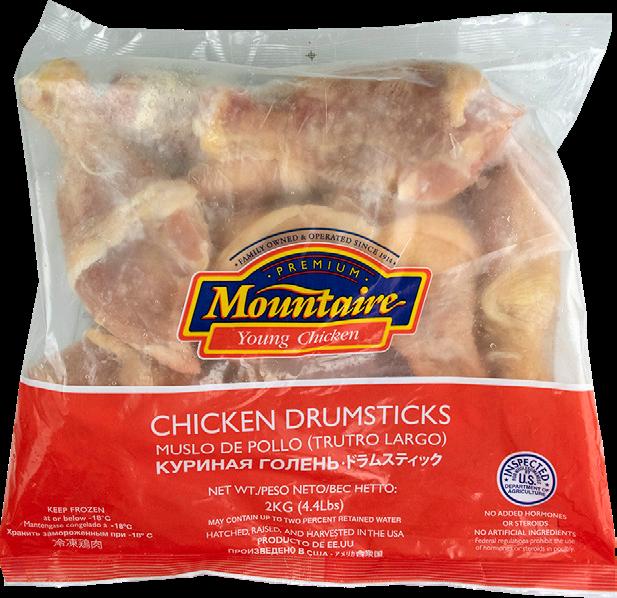 • FAMILY OWNED & OPERATED SINCE 1914 •
• PREMIUM •
Mountaire
Young Chicken
CHICKEN DRUMSTICKS
MUSLO DE POLLO (TRUTRO LARGO)
КУРИНАЯ ГОЛЕНЬ・ドラムスティック
NET WT./PESO NETO/ВЕС НЕТТО:
2KG (4.4Lbs)
MAY CONTAIN UP TO TWO PERCENT RETAINED WATER
HATCHED, RAISED, AND HARVESTED IN THE USA
PRODUCTO DE EE.UU
ПРОИЗВЕДЕНО В США・アメリカ合衆国
KEEP FROZEN
at or below -18°C
Mantengase congelado à -18°C
Хранить замороженным при -18° C
冷凍鶏肉
INSPECTED
U.S.
DEPARTMENT OF
AGRICULTURE
NO ADDED HORMONES
OR STEROIDS
NO ARTIFICIAL INGREDIENTS
Federal regulations prohibit the use
of hormones or steroids in poultry.